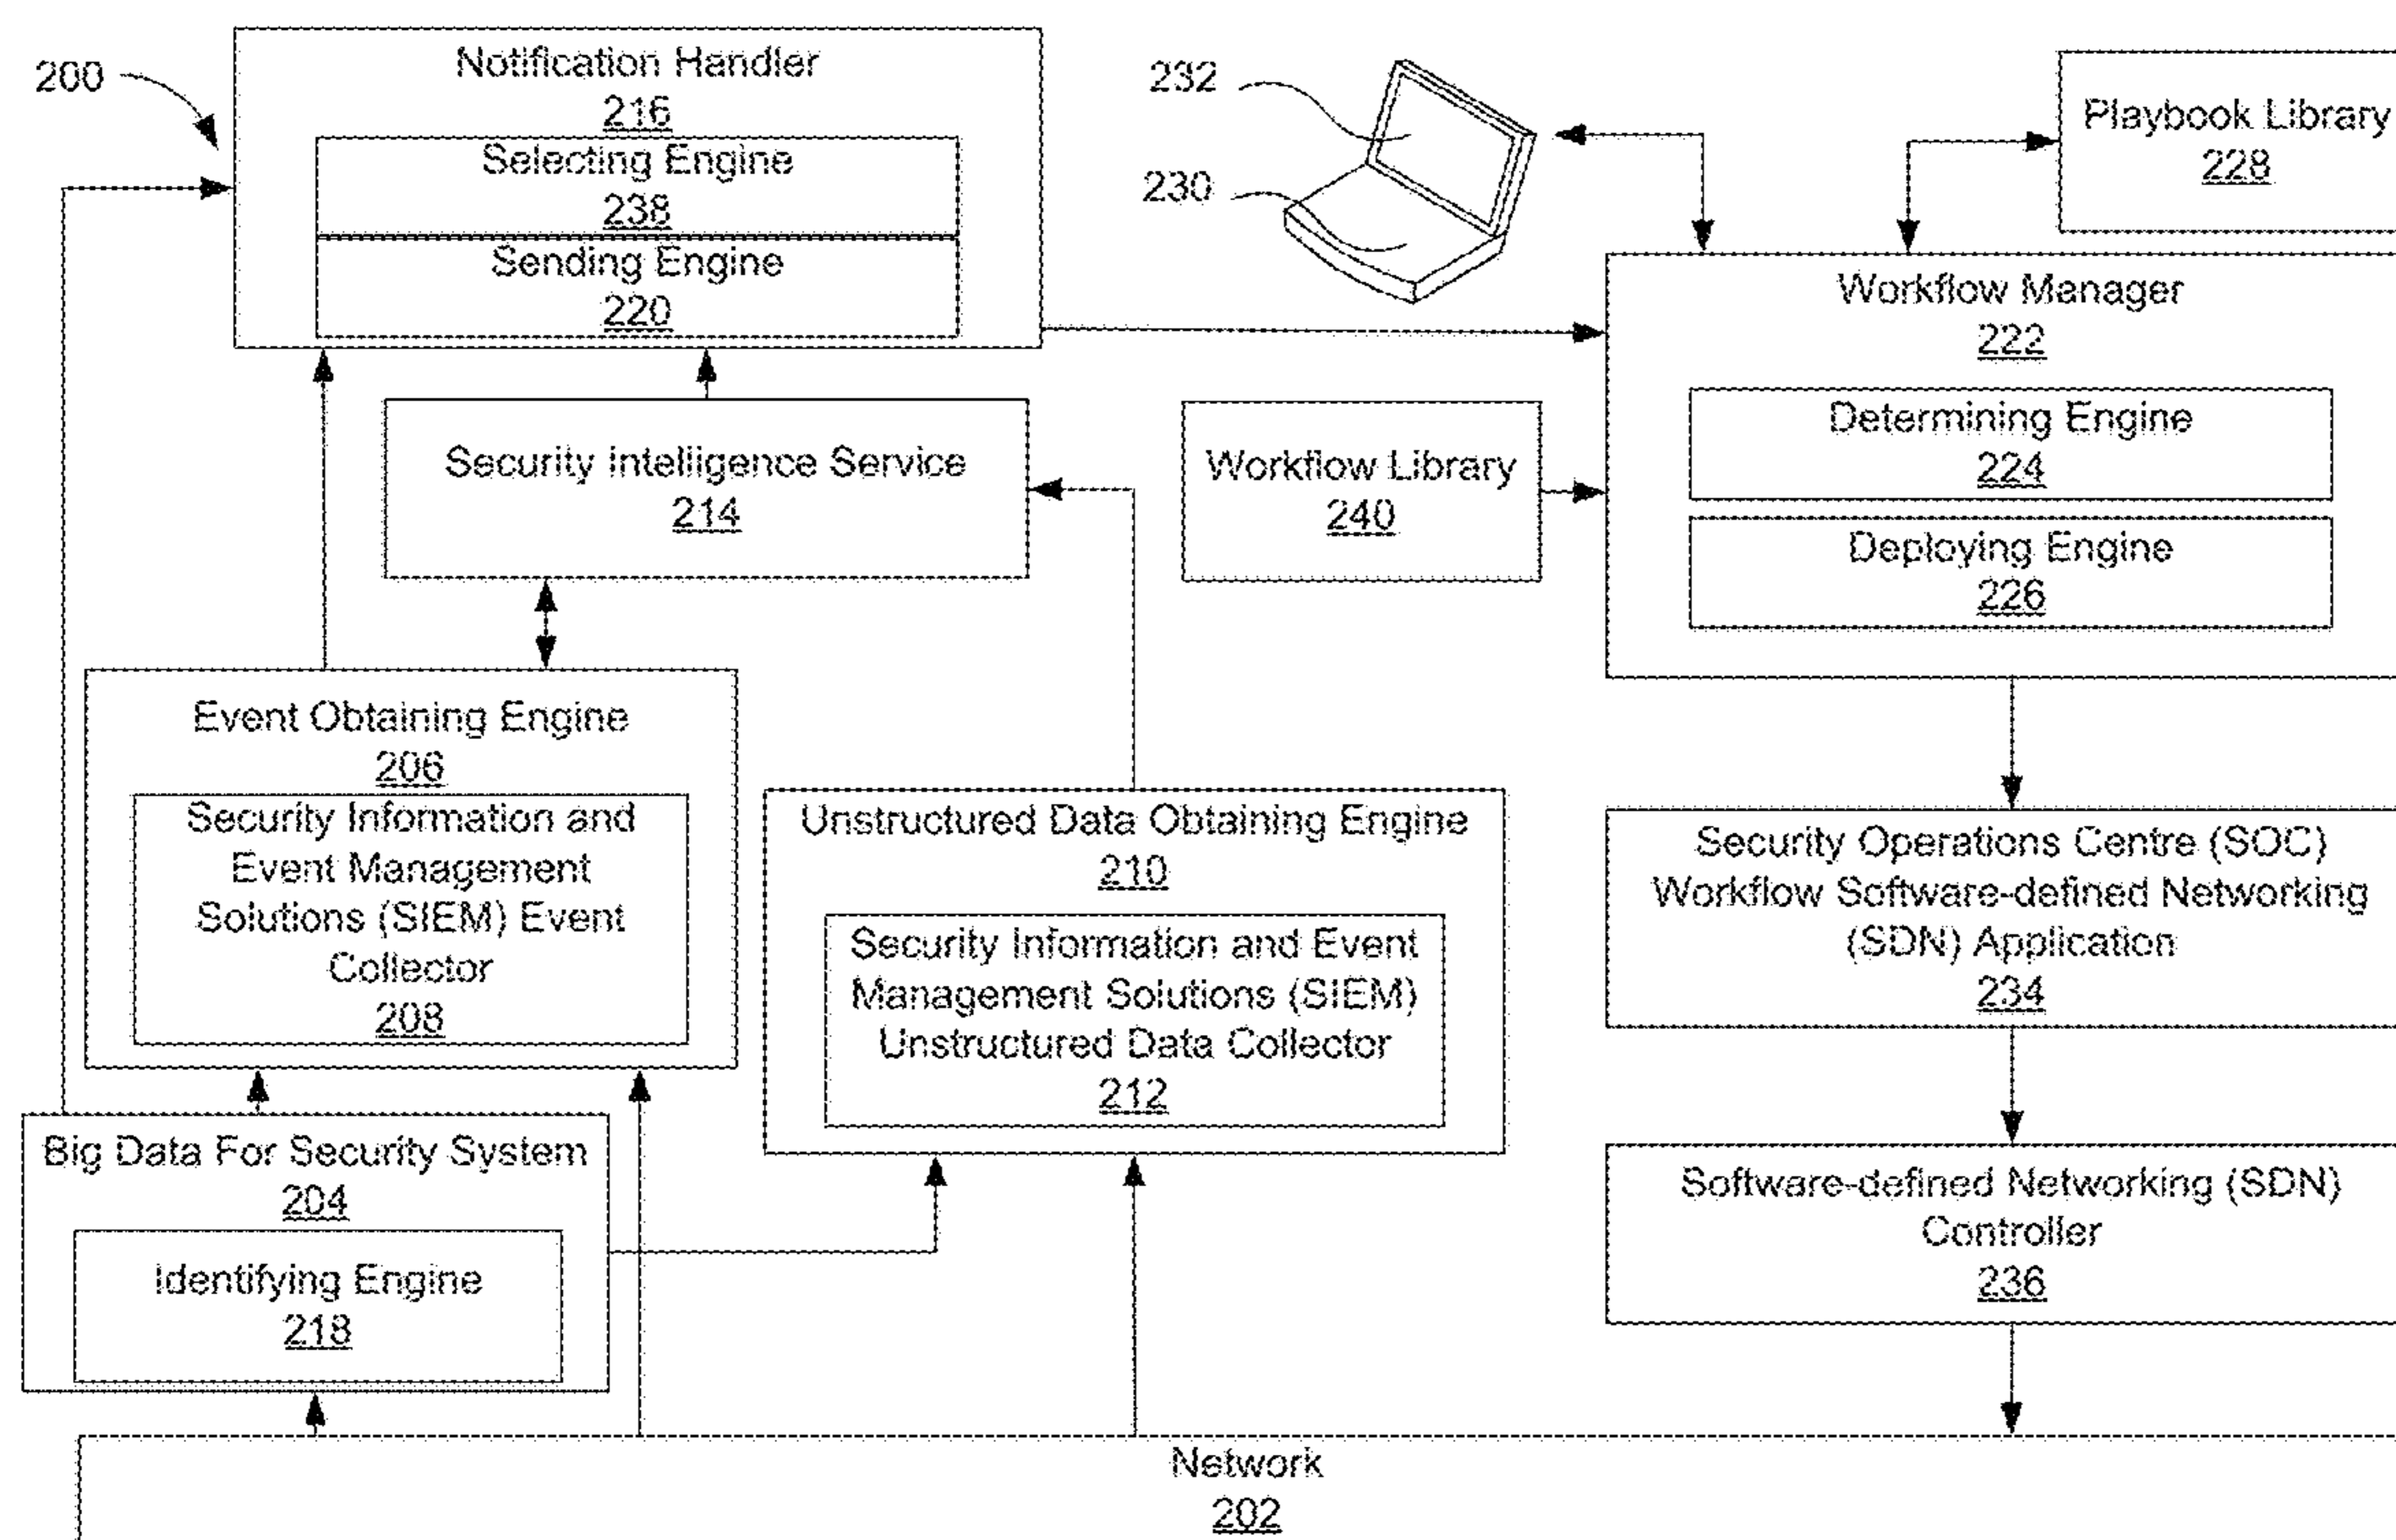 200
Notification Handler
216
Selecting Engine
238
Sending Engine
220
232
230
Playbook Library
228
Workflow Manager
222
Determining Engine
224
Deploying Engine
226
Security Intelligence Service
214
Workflow Library
240
Event Obtaining Engine
206
Security Information and
Event Management
Solutions (SIEM) Event
Collector
208
Unstructured Data Obtaining Engine
210
Security Information and Event
Management Solutions (SIEM)
Unstructured Data Collector
212
Security Operations Centre (SOC)
Workflow Software-defined Networking
(SDN) Application
234
Big Data For Security System
204
Identifying Engine
218
Software-defined Networking (SDN)
Controller
236
Network
202